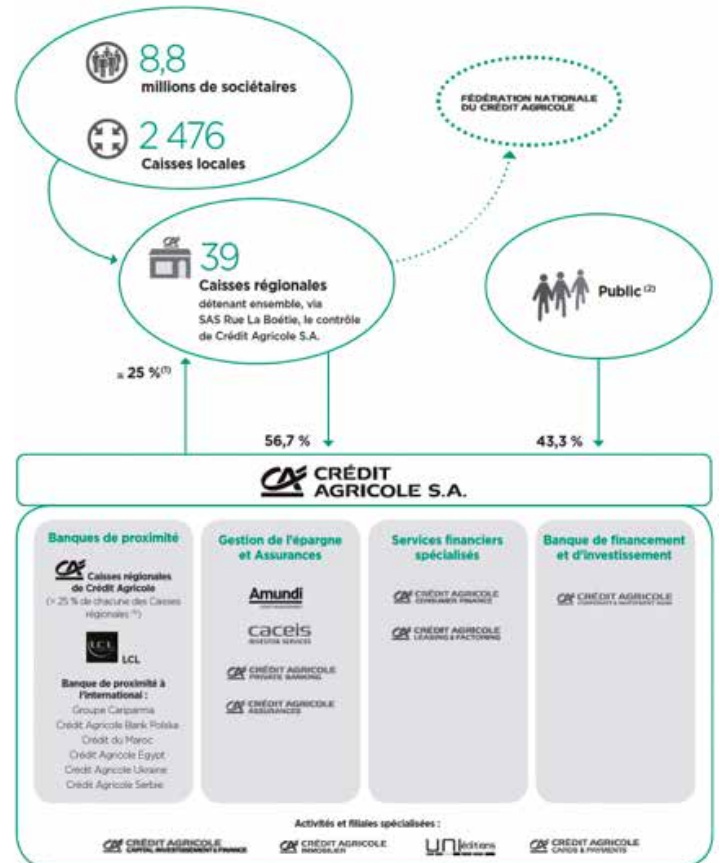 8,8
millions de sociétaires
2 476
Caisses locales
FÉDÉRATION NATIONALE
DU CRÉDIT AGRICOLE
39
Caisses régionales
détenant ensemble, via
SAS Rue La Boétie, le contrôle
de Crédit Agricole S.A.
Public (2)
≈ 25 %(1)
56,7 %
43,3 %
CRÉDIT
AGRICOLE S.A.
Banques de proximité
Caisses régionales
de Crédit Agricole
(≈ 25 % de chacune des Caisses
régionales (1))
LCL
LCL
Banque de proximité à
l'international :
Groupe Cariparma
Crédit Agricole Bank Polska
Crédit du Maroc
Crédit Agricole Egypt
Crédit Agricole Ukraine
Crédit Agricole Serbie
Gestion de l'épargne
et Assurances
Amundi
ASSET MANAGEMENT
caceis
INVESTOR SERVICES
CRÉDIT AGRICOLE
PRIVATE BANKING
CRÉDIT AGRICOLE
ASSURANCES
Services financiers
spécialisés
CRÉDIT AGRICOLE
CONSUMER FINANCE
CRÉDIT AGRICOLE
LEASING & FACTORING
Banque de financement
et d'investissement
CRÉDIT AGRICOLE
CORPORATE & INVESTMENT BANK
Activités et filiales spécialisées :
CRÉDIT AGRICOLE
CAPITAL INVESTISSEMENT & FINANCE
CRÉDIT AGRICOLE
IMMOBILIER
uni éditions
CRÉDIT AGRICOLE
CARDS & PAYMENTS